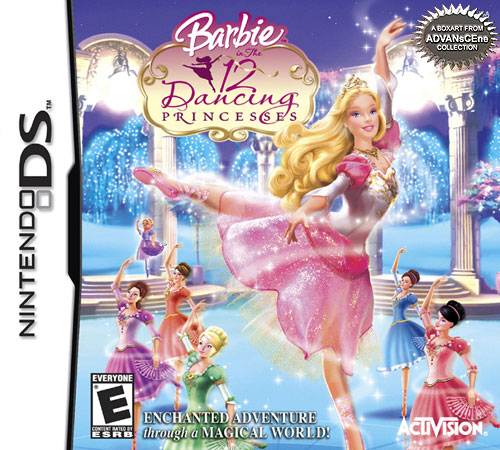 A BOXART FROM
ADVANsCEne
COLLECTION
Barbie
in The
12
Dancing
PRINCESSES
NINTENDO DS™
EVERYONE
E
CONTENT RATED BY
ESRB
ENCHANTED ADVENTURE
through a MAGICAL WORLD!
ACTIVISION